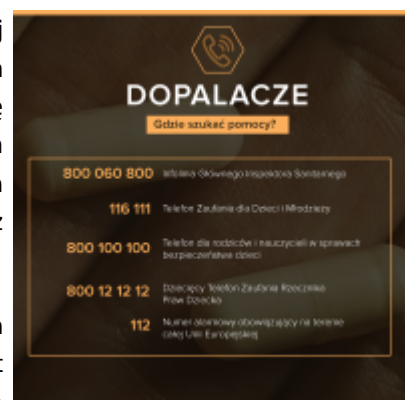 DOPALACZE
Gdzie szukać pomocy?
800 060 800 Infolinia Głównego Inspektora Sanitarnego
116 111 Telefon Zaufania dla Dzieci i Młodzieży
800 100 100 Telefon dla rodziców i nauczycieli w sprawach
bezpieczeństwa dzieci
800 12 12 12 Dziecięcy Telefon Zaufania Rzecznika
Praw Dziecka
112 Numer alarmowy obowiązujący na terenie
całej Unii Europejskiej